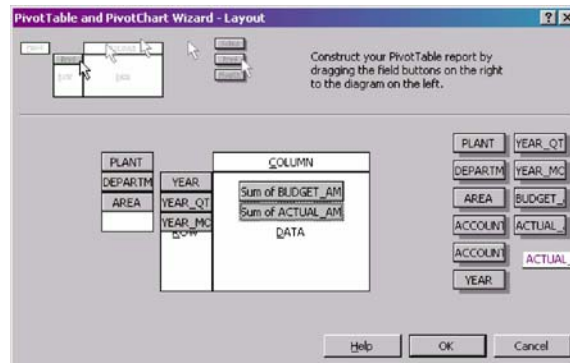 PivotTable and PivotChart Wizard - Layout
Construct your PivotTable report by
dragging the field buttons on the right
to the diagram on the left.
PLANT
DEPARTM
AREA
YEAR
YEAR_QT
YEAR_MO
ROW
COLUMN
Sum of BUDGET_AM
Sum of ACTUAL_AM
DATA
PLANT YEAR_QT
DEPARTM YEAR_MO
AREA BUDGET_
ACCOUNT ACTUAL_
ACCOUNT ACTUAL_
YEAR
Help OK Cancel